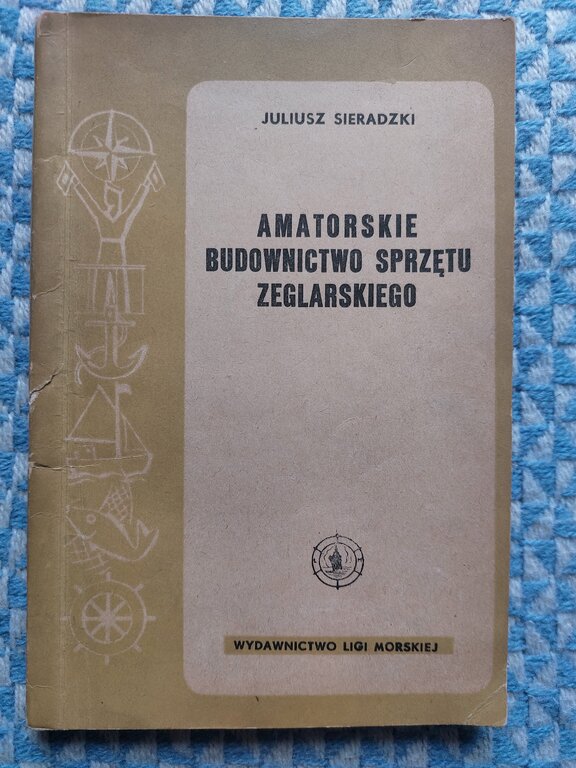 JULIUSZ SIERADZKI
AMATORSKIE
BUDOWNICTWO SPRZĘTU
ZEGLARSKIEGO
WYDAWNICTWO LIGI MORSKIEJ